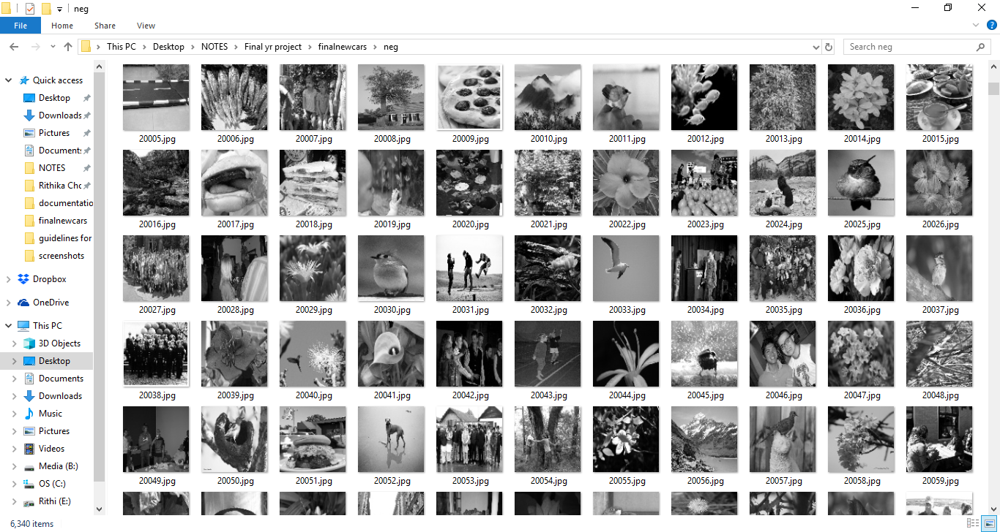 neg
File Home Share View
This PC Desktop NOTES Final yr project finalnewcars neg
Search neg
Quick access
Desktop
Downloads
Pictures
Document
NOTES
Rithika Cho
documentatio
finalnewcars
guidelines for
screenshots
Dropbox
OneDrive
This PC
3D Objects
Desktop
Documents
Downloads
Music
Pictures
Videos
Media (B:)
OS (C:)
Rithi (E:)
20005.jpg 20006.jpg 20007.jpg 20008.jpg 20009.jpg 20010.jpg 20011.jpg 20012.jpg 20013.jpg 20014.jpg 20015.jpg
20016.jpg 20017.jpg 20018.jpg 20019.jpg 20020.jpg 20021.jpg 20022.jpg 20023.jpg 20024.jpg 20025.jpg 20026.jpg
20027.jpg 20028.jpg 20029.jpg 20030.jpg 20031.jpg 20032.jpg 20033.jpg 20034.jpg 20035.jpg 20036.jpg 20037.jpg
20038.jpg 20039.jpg 20040.jpg 20041.jpg 20042.jpg 20043.jpg 20044.jpg 20045.jpg 20046.jpg 20047.jpg 20048.jpg
20049.jpg 20050.jpg 20051.jpg 20052.jpg 20053.jpg 20054.jpg 20055.jpg 20056.jpg 20057.jpg 20058.jpg 20059.jpg
6,340 items